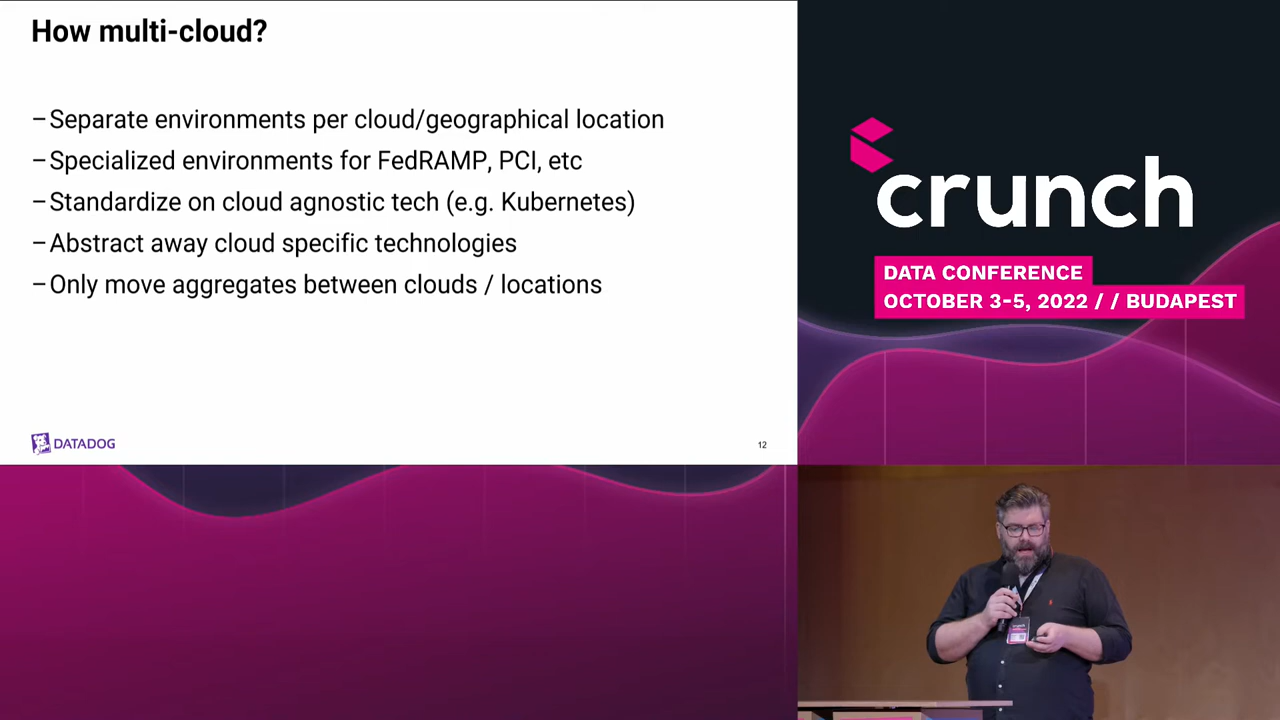 How multi-cloud?
–Separate environments per cloud/geographical location
–Specialized environments for FedRAMP, PCI, etc
–Standardize on cloud agnostic tech (e.g. Kubernetes)
–Abstract away cloud specific technologies
–Only move aggregates between clouds / locations
DATADOG
12
crunch
DATA CONFERENCE
OCTOBER 3-5, 2022 // BUDAPEST